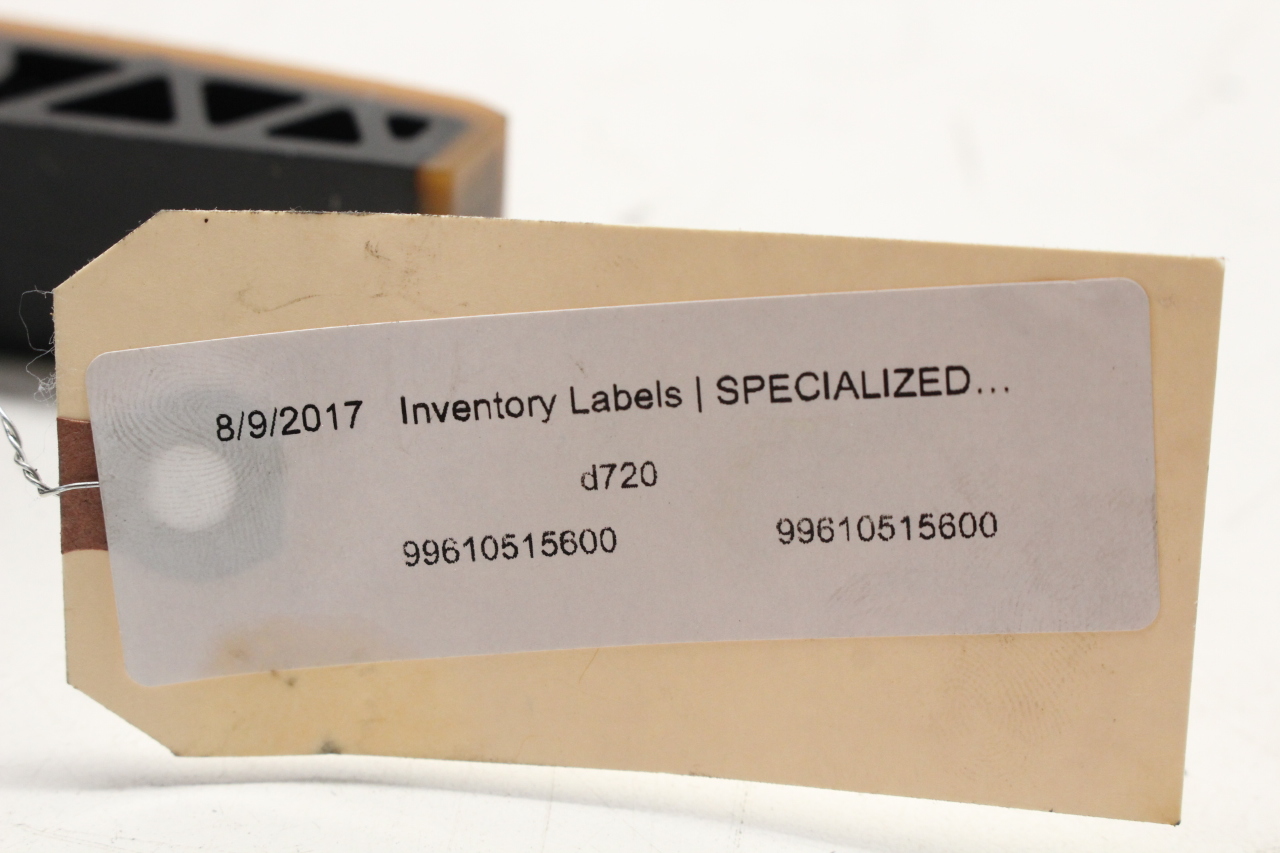 8/9/2017 Inventory Labels | SPECIALIZED...
d720
99610515600 99610515600